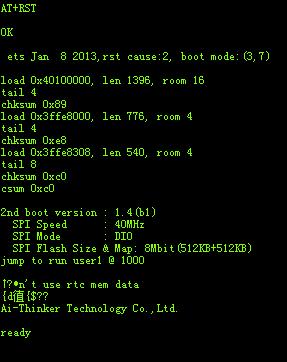 AT+RST
OK
ets Jan 8 2013,rst cause:2, boot mode:(3,7)
load 0x40100000, len 1396, room 16
tail 4
chksum 0x89
load 0x3ffe8000, len 776, room 4
tail 4
chksum 0xe8
load 0x3ffe8308, len 540, room 4
tail 8
chksum 0xc0
csum 0xc0
2nd boot version : 1.4(b1)
SPI Speed : 40MHz
SPI Mode : DIO
SPI Flash Size & Map: 8Mbit(512KB+512KB)
jump to run user1 @ 1000
n't use rtc mem data
{d值{$??
Ai-Thinker Technology Co.,Ltd.
ready